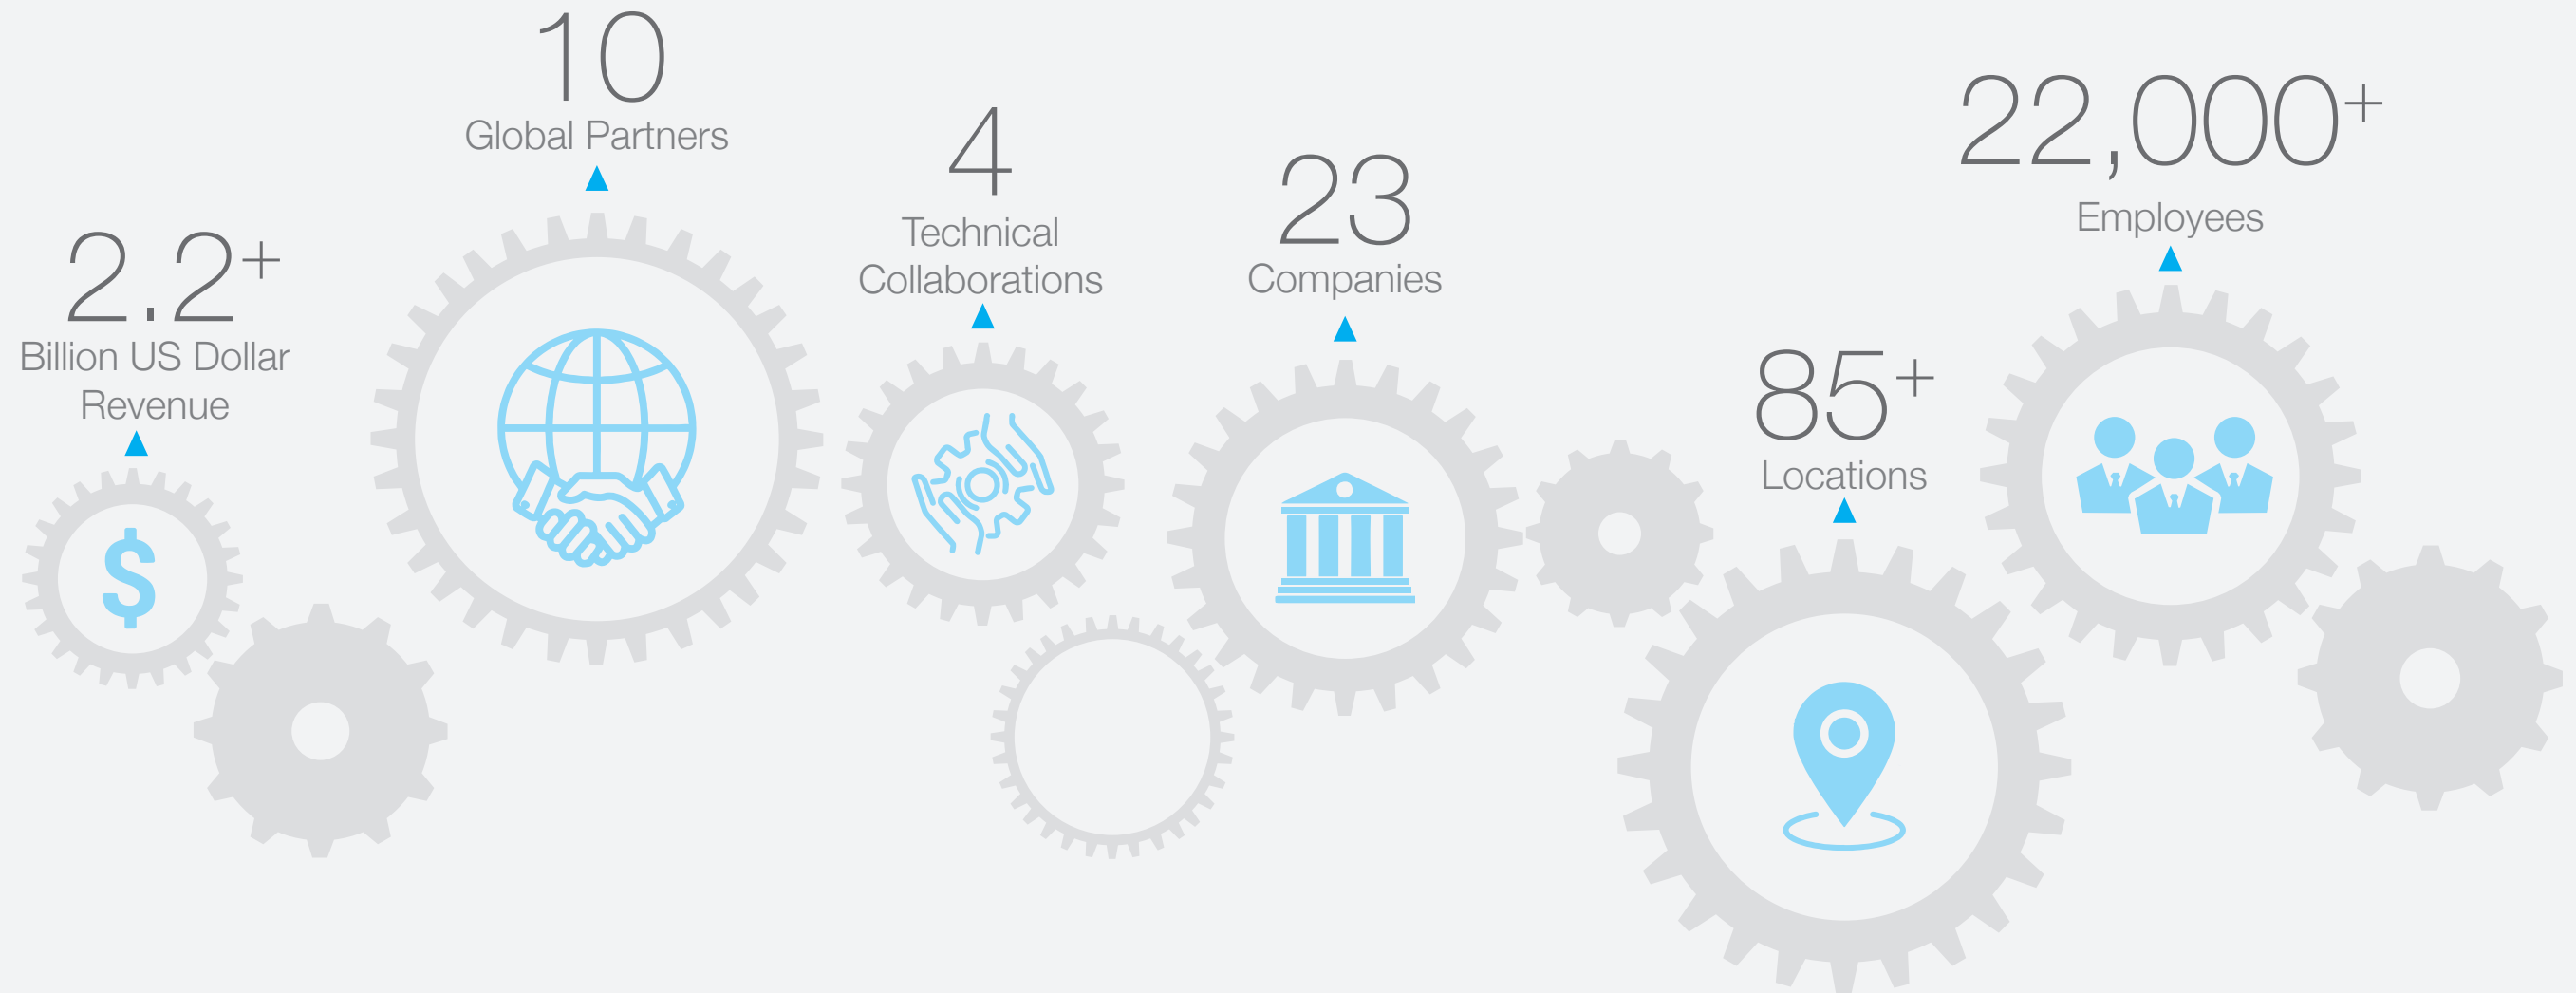 2.2+
Billion US Dollar
Revenue
10
Global Partners
4
Technical
Collaborations
23
Companies
85+
Locations
22,000+
Employees
$